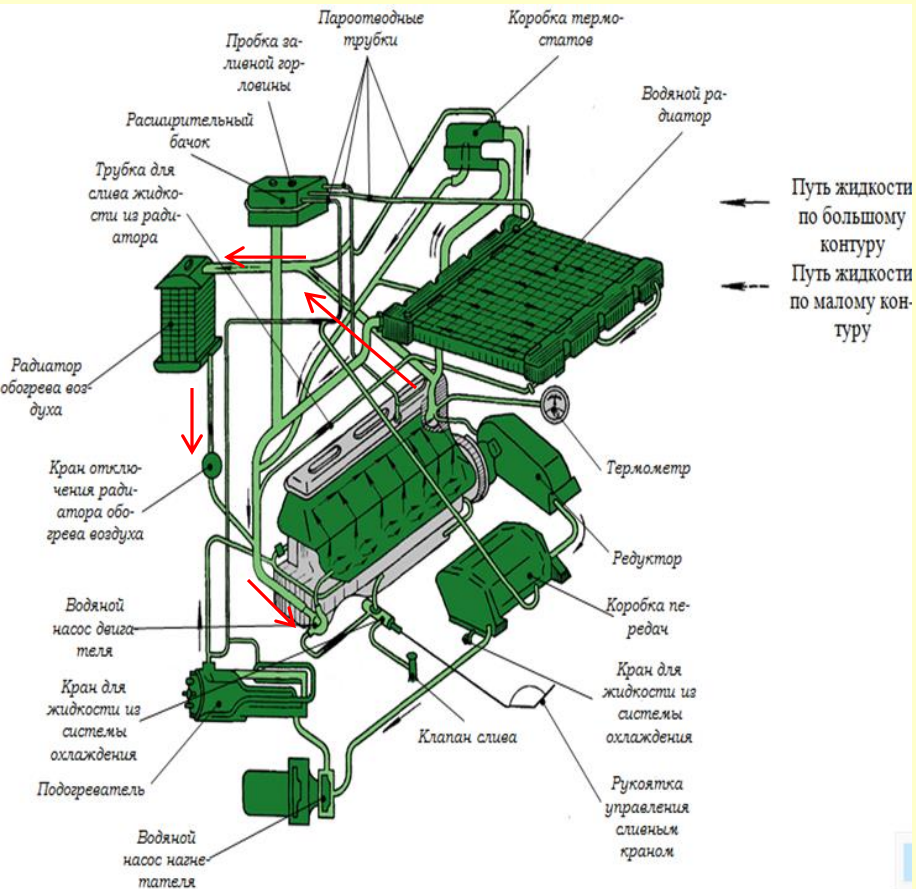 Пароотводные
трубки
Коробка термо-
статов
Пробка за-
ливной гор-
ловины
Водяной ра-
диатор
Расширительный
бачок
Трубка для
слива жидко-
сти из ради-
атора
Путь жидкости
по большому
контуру
Путь жидкости
по малому кон-
туру
Радиатор
обогрева воз-
духа
Термометр
Кран отклю-
чения ради-
атора обо-
грева воздуха
Редуктор
Водяной
насос двига-
теля
Коробка пе-
редач
Кран для
жидкости из
системы
охлаждения
Кран для
жидкости из
системы
охлаждения
Клапан слива
Подогреватель
Рукоятка
управления
сливным
краном
Водяной
насос нагне-
тателя